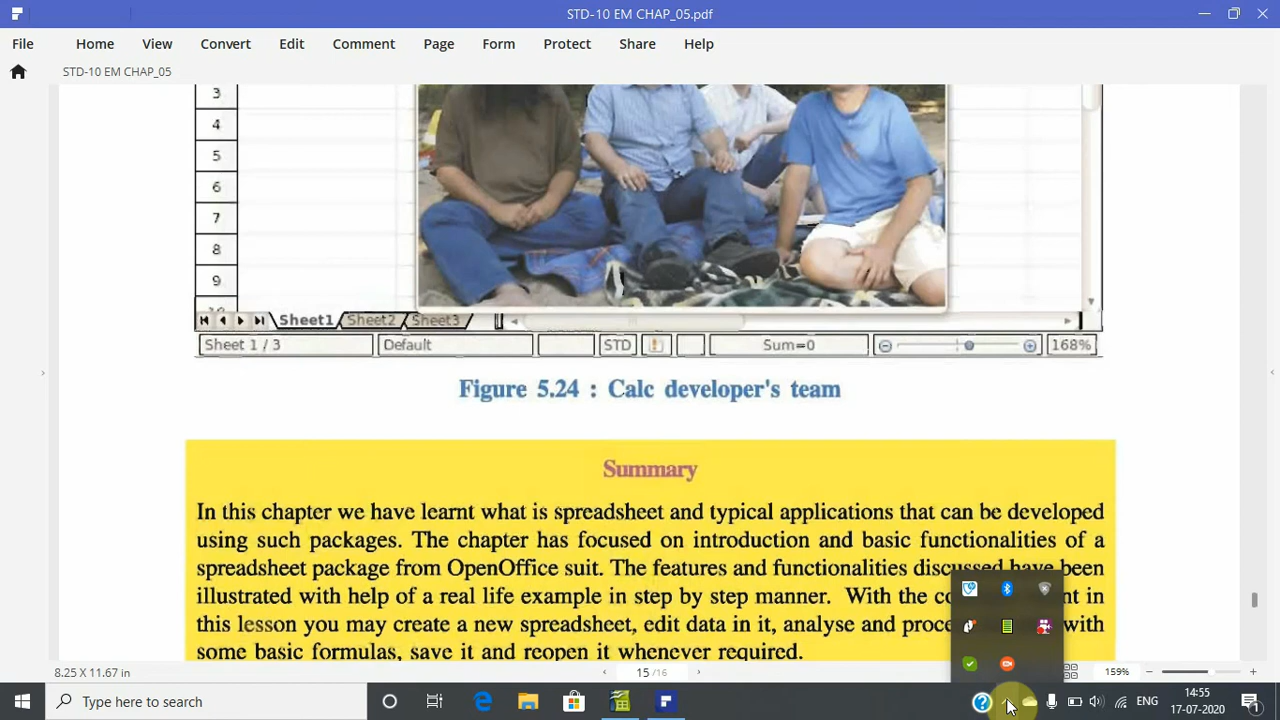 STD-10 EM CHAP_05.pdf
File Home View Convert Edit Comment Page Form Protect Share Help
STD-10 EM CHAP_05
3
4
5
6
7
8
9
Sheet1 Sheet2 Sheet3
Sheet 1 / 3 Default STD Sum=0 168%
Figure 5.24 : Calc developer's team
Summary
In this chapter we have learnt what is spreadsheet and typical applications that can be developed
using such packages. The chapter has focused on introduction and basic functionalities of a
spreadsheet package from OpenOffice suit. The features and functionalities discussed have been
illustrated with help of a real life example in step by step manner. With the nt in
this lesson you may create a new spreadsheet, edit data in it, analyse and with
some basic formulas, save it and reopen it whenever required.
8.25 X 11.67 in 15 /16 159%
Type here to search ENG 14:55
17-07-2020 1